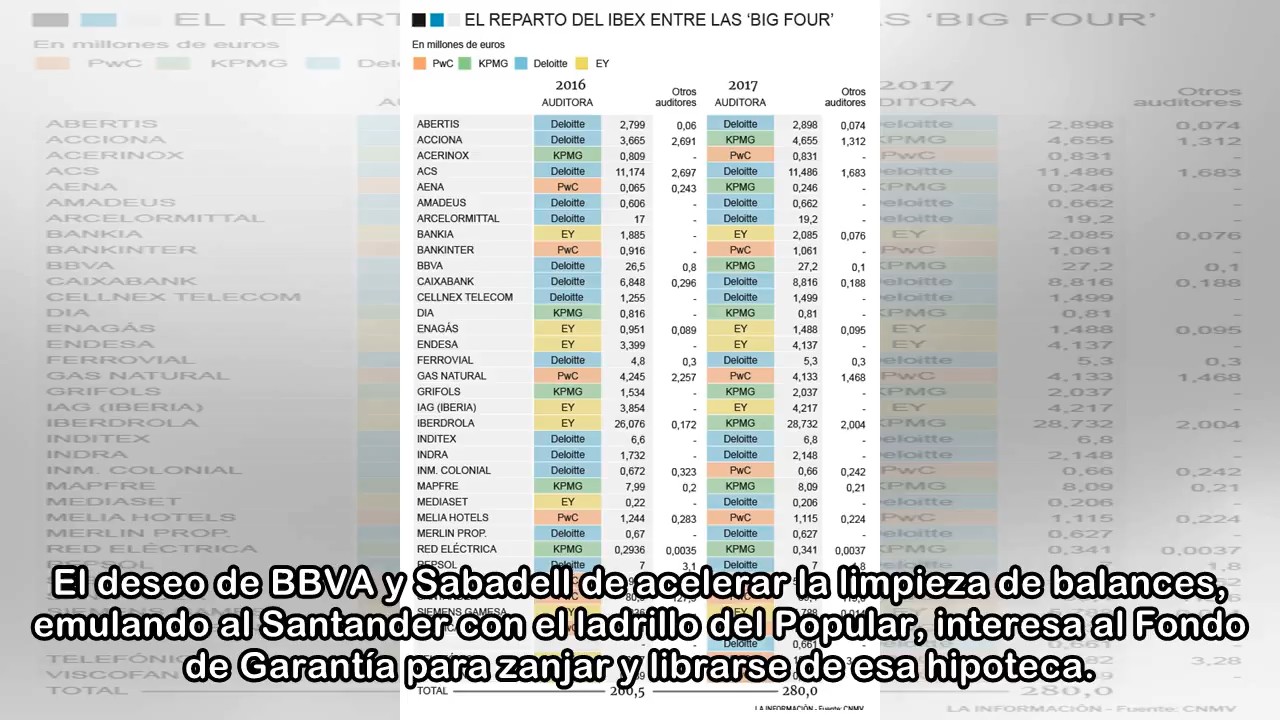 EL REPARTO DEL IBEX ENTRE LAS ‘BIG FOUR’
En millones de euros
PwC KPMG Deloitte EY
2016 2017
AUDITORA Otros auditores AUDITORA Otros auditores
ABERTIS Deloitte 2,799 0,06 Deloitte 2,898 0,074
ACCIONA Deloitte 3,665 2,691 KPMG 4,655 1,312
ACERINOX KPMG 0,809 - PwC 0,831 -
ACS Deloitte 11,174 2,697 Deloitte 11,486 1,683
AENA PwC 0,065 0,243 KPMG 0,246 -
AMADEUS Deloitte 0,606 - Deloitte 0,662 -
ARCELORMITTAL Deloitte 17 - Deloitte 19,2 -
BANKIA EY 1,885 - EY 2,085 0,076
BANKINTER PwC 0,916 - PwC 1,061 -
BBVA Deloitte 26,5 0,8 KPMG 27,2 0,1
CAIXABANK Deloitte 6,848 0,296 Deloitte 8,816 0,188
CELLNEX TELECOM Deloitte 1,255 - Deloitte 1,499 -
DIA KPMG 0,816 - KPMG 0,81 -
ENAGÁS EY 0,951 0,089 EY 1,488 0,095
ENDESA EY 3,399 - EY 4,137 -
FERROVIAL Deloitte 4,8 0,3 Deloitte 5,3 0,3
GAS NATURAL PwC 4,245 2,257 PwC 4,133 1,468
GRIFOLS KPMG 1,534 - KPMG 2,037 -
IAG (IBERIA) EY 3,854 - EY 4,217 -
IBERDROLA EY 26,076 0,172 KPMG 28,732 2,004
INDITEX Deloitte 6,6 - Deloitte 6,8 -
INDRA Deloitte 1,732 - Deloitte 2,148 -
INM. COLONIAL Deloitte 0,672 0,323 PwC 0,66 0,242
MAPFRE KPMG 7,99 0,2 KPMG 8,09 0,21
MEDIASET EY 0,22 - Deloitte 0,206 -
MELIA HOTELS PwC 1,244 0,283 PwC 1,115 0,224
MERLIN PROP. Deloitte 0,67 - Deloitte 0,627 -
RED ELÉCTRICA KPMG 0,2936 0,0035 KPMG 0,341 0,0037
El deseo de BBVA y Sabadell de acelerar la limpieza de balances,
emulando al Santander con el ladrillo del Popular, interesa al Fondo
de Garantía para zanjar y librarse de esa hipoteca.
TOTAL 280,0
LA INFORMACIÓN - Fuente: CNMV